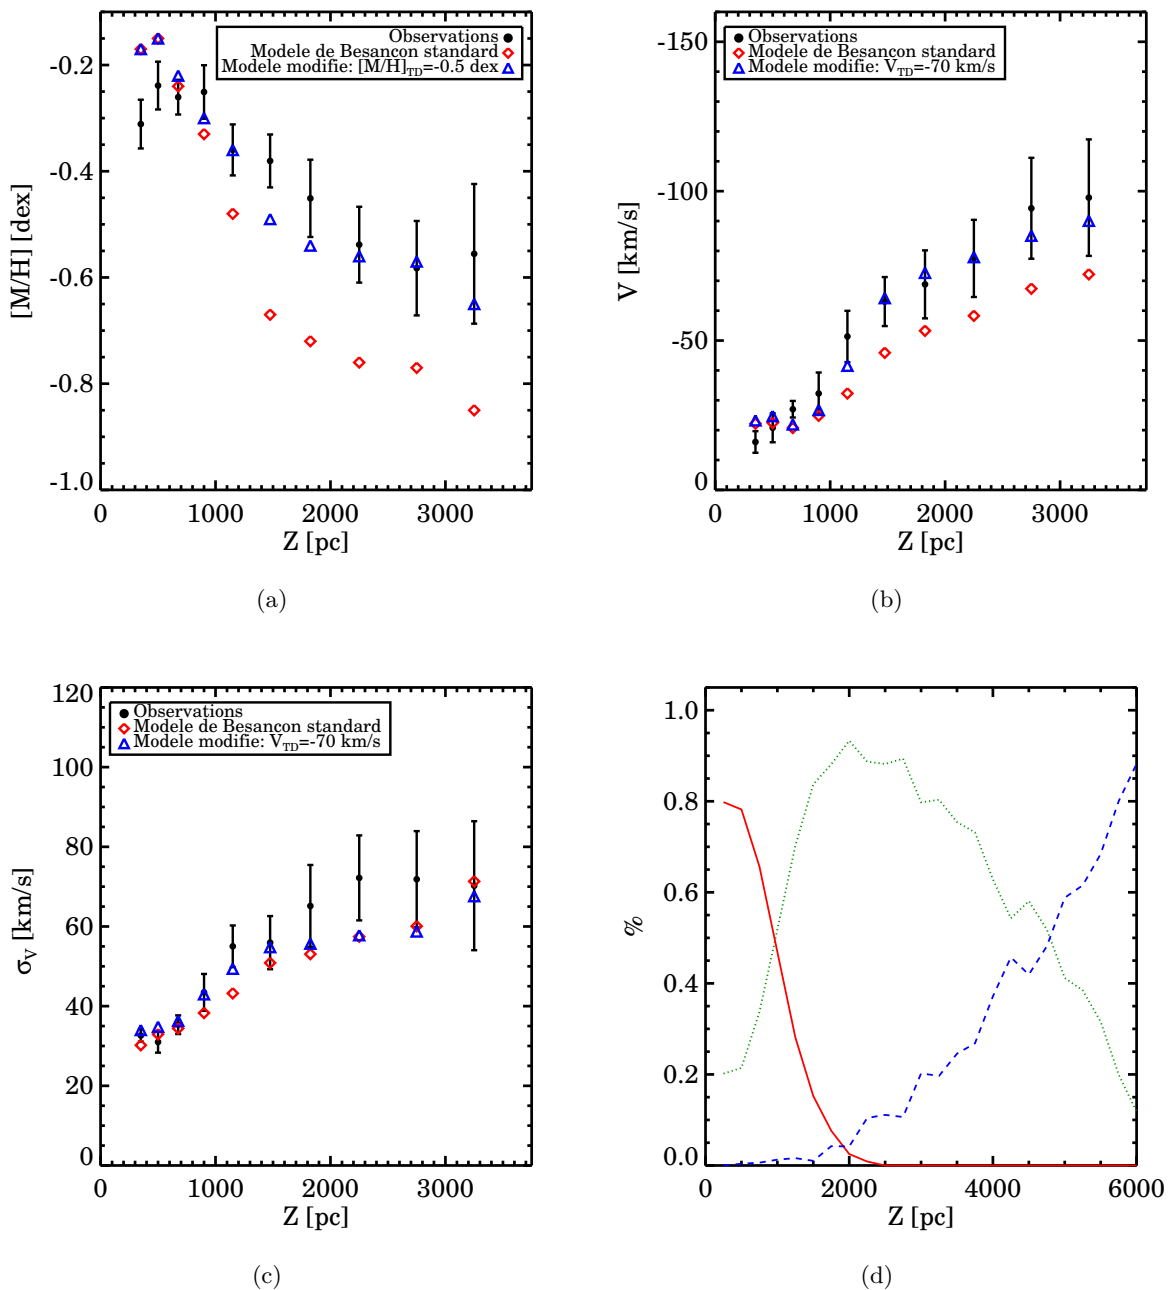 Observations
Modele de Besancon standard
Modele modifie: [M/H]TD=-0.5 dex
-0.2
-0.4
-0.6
-0.8
-1.0
[M/H] [dex]
0 1000 2000 3000
Z [pc]
(a)
Observations
Modele de Besancon standard
Modele modifie: VTD=-70 km/s
-150
-100
-50
0
V [km/s]
0 1000 2000 3000
Z [pc]
(b)
Observations
Modele de Besancon standard
Modele modifie: VTD=-70 km/s
120
100
80
60
40
20
0
σV [km/s]
0 1000 2000 3000
Z [pc]
(c)
1.0
0.8
0.6
0.4
0.2
0.0
%
0 2000 4000 6000
Z [pc]
(d)